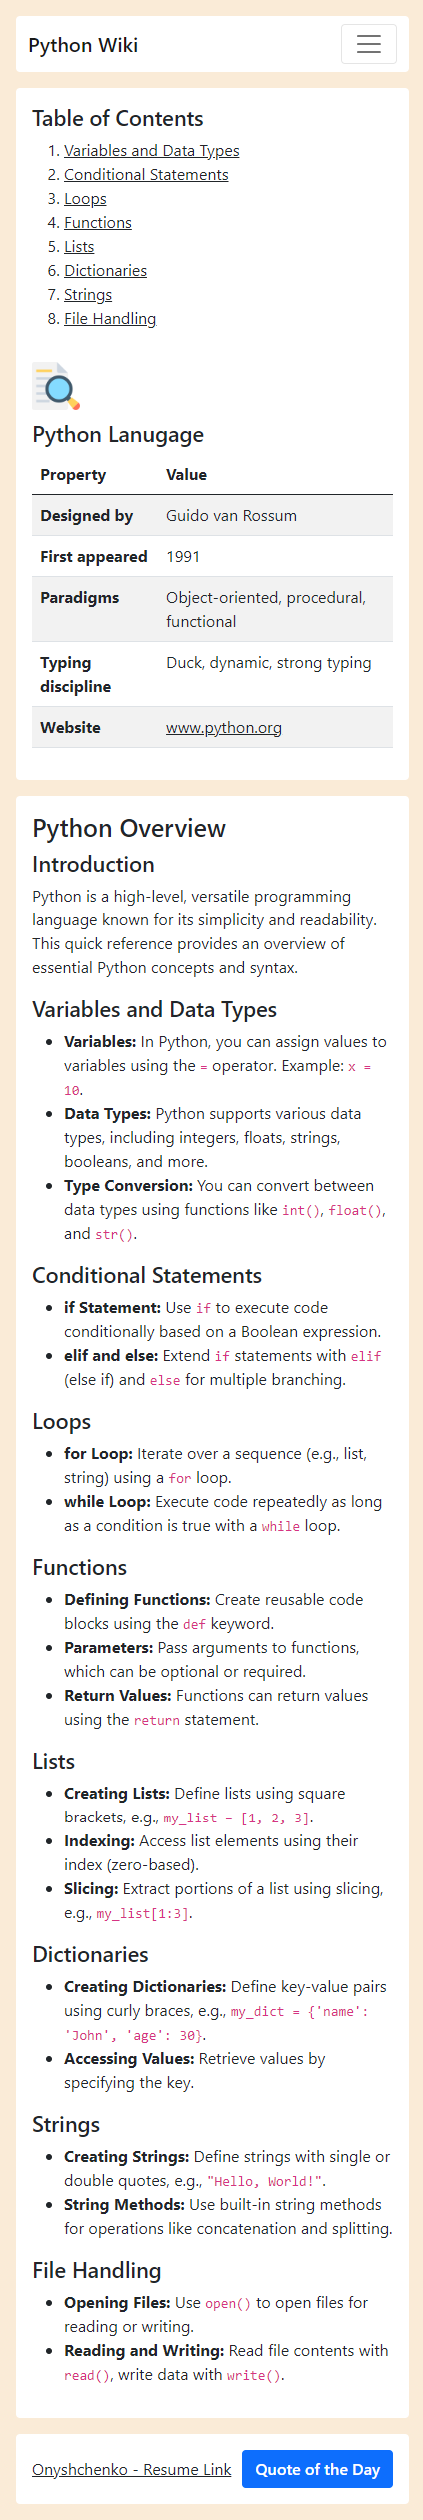 Python Wiki
Table of Contents
1. Variables and Data Types
2. Conditional Statements
3. Loops
4. Functions
5. Lists
6. Dictionaries
7. Strings
8. File Handling
Python Lanugage
Property Value
Designed by Guido van Rossum
First appeared 1991
Paradigms Object-oriented, procedural,
functional
Typing Duck, dynamic, strong typing
discipline
Website www.python.org
Python Overview
Introduction
Python is a high-level, versatile programming
language known for its simplicity and readability.
This quick reference provides an overview of
essential Python concepts and syntax.
Variables and Data Types
• Variables: In Python, you can assign values to
variables using the = operator. Example: x =
10.
• Data Types: Python supports various data
types, including integers, floats, strings,
booleans, and more.
• Type Conversion: You can convert between
data types using functions like int(), float(),
and str().
Conditional Statements
• if Statement: Use if to execute code
conditionally based on a Boolean expression.
• elif and else: Extend if statements with elif
(else if) and else for multiple branching.
Loops
• for Loop: Iterate over a sequence (e.g., list,
string) using a for loop.
• while Loop: Execute code repeatedly as long
as a condition is true with a while loop.
Functions
• Defining Functions: Create reusable code
blocks using the def keyword.
• Parameters: Pass arguments to functions,
which can be optional or required.
• Return Values: Functions can return values
using the return statement.
Lists
• Creating Lists: Define lists using square
brackets, e.g., my_list – [1, 2, 3].
• Indexing: Access list elements using their
index (zero-based).
• Slicing: Extract portions of a list using slicing,
e.g., my_list[1:3].
Dictionaries
• Creating Dictionaries: Define key-value pairs
using curly braces, e.g., my_dict = {'name':
'John', 'age': 30}.
• Accessing Values: Retrieve values by
specifying the key.
Strings
• Creating Strings: Define strings with single or
double quotes, e.g., "Hello, World!".
• String Methods: Use built-in string methods
for operations like concatenation and splitting.
File Handling
• Opening Files: Use open() to open files for
reading or writing.
• Reading and Writing: Read file contents with
read(), write data with write().
Onyshchenko - Resume Link Quote of the Day